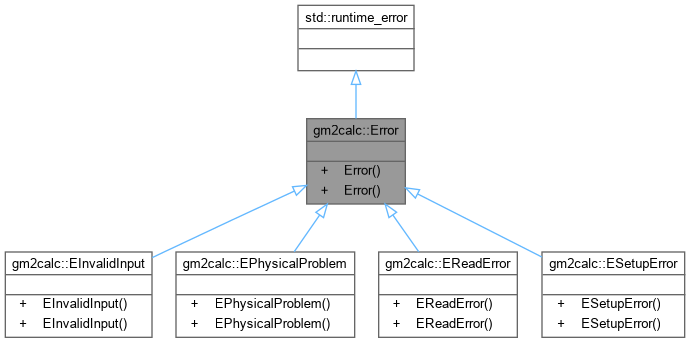 std::runtime_error
gm2calc::Error
+ Error()
+ Error()
gm2calc::EInvalidInput
+ EInvalidInput()
+ EInvalidInput()
gm2calc::EPhysicalProblem
+ EPhysicalProblem()
+ EPhysicalProblem()
gm2calc::EReadError
+ EReadError()
+ EReadError()
gm2calc::ESetupError
+ ESetupError()
+ ESetupError()